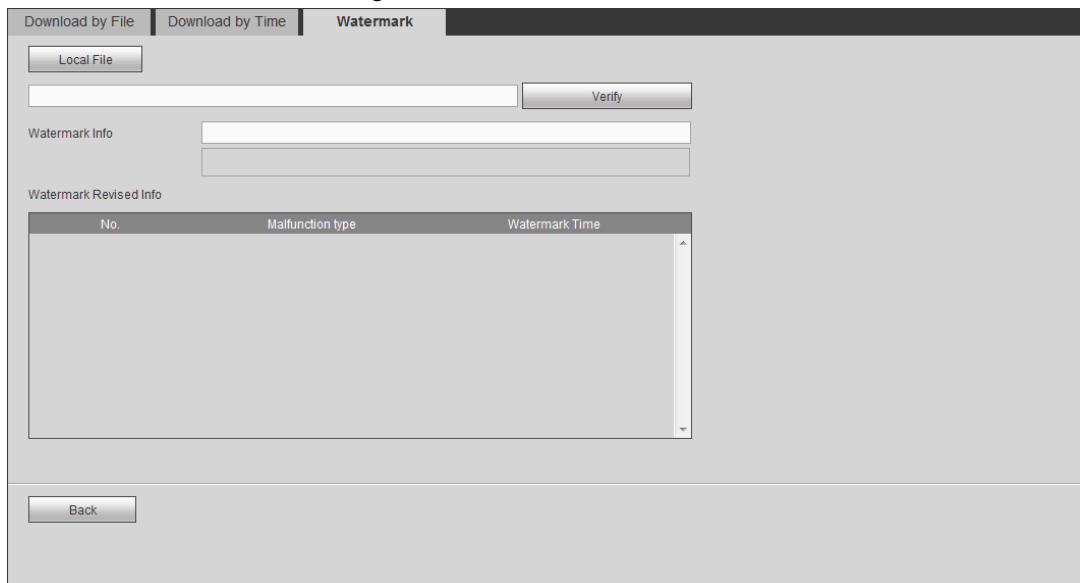 Download by File Download by Time Watermark
Local File
Verify
Watermark Info
Watermark Revised Info
No. Malfunction type Watermark Time
Back